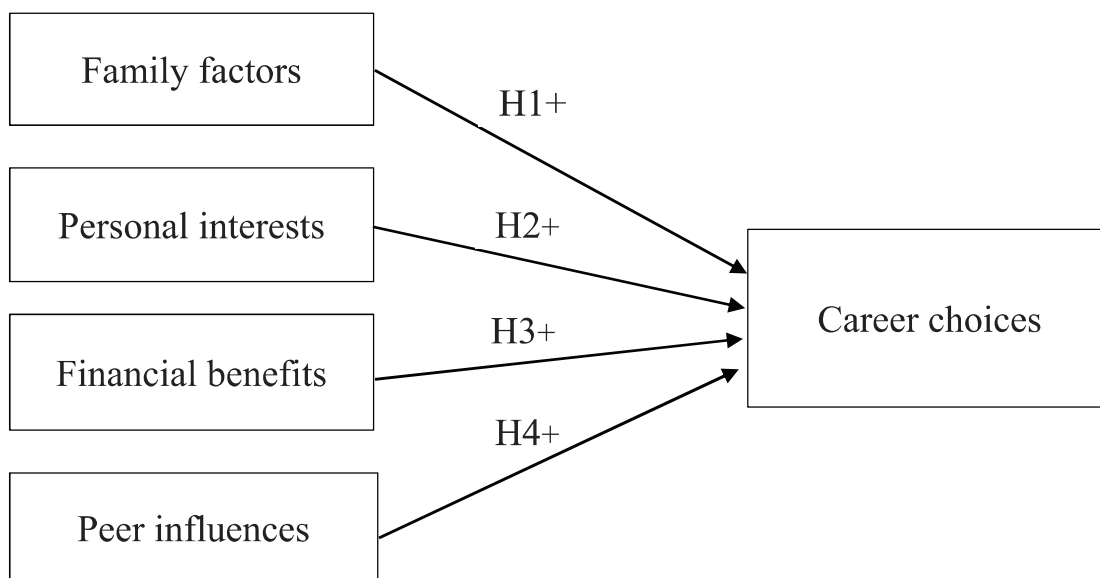 Family factors
H1+
Personal interests
H2+
Career choices
H3+
Financial benefits
H4+
Peer influences